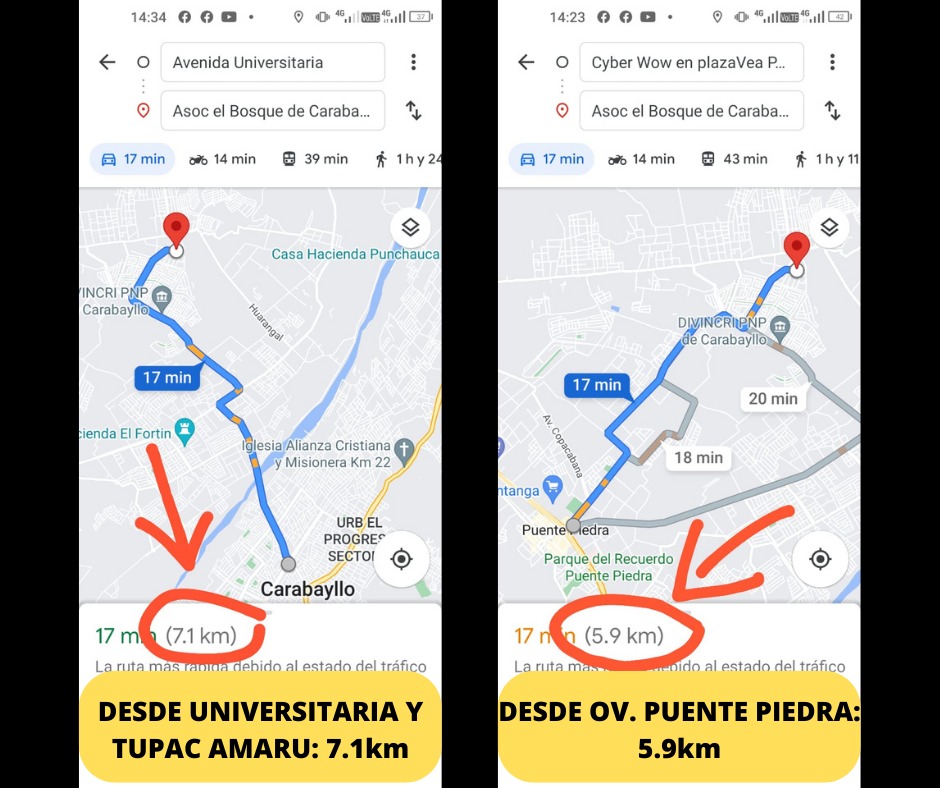 14:34
4G
VoLTE
4G
37
Avenida Universitaria
Asoc el Bosque de Caraba...
17 min
14 min
39 min
1 h y 24
Casa Hacienda Punchauca
VINCRI PNP
Carabayllo
Huarangal
17 min
cienda El Fortin
Iglesia Alianza Cristiana
y Misionera Km 22
URB EL
PROGRES
SECTOR
Carabayllo
17 min (7.1 km)
La ruta más rápida debido al estado del tráfico
DESDE UNIVERSITARIA Y
TUPAC AMARU: 7.1km
14:23
4G
VoLTE
4G
42
Cyber Wow en plazaVea P...
Asoc el Bosque de Caraba...
17 min
14 min
43 min
1 h y 11
DIVINCRI PNP
de Carabayllo
17 min
20 min
Av. Copacabana
18 min
ntanga
Puente Piedra
Parque del Recuerdo
Puente Piedra
17 min (5.9 km)
La ruta más rápida debido al estado del tráfico
DESDE OV. PUENTE PIEDRA:
5.9km